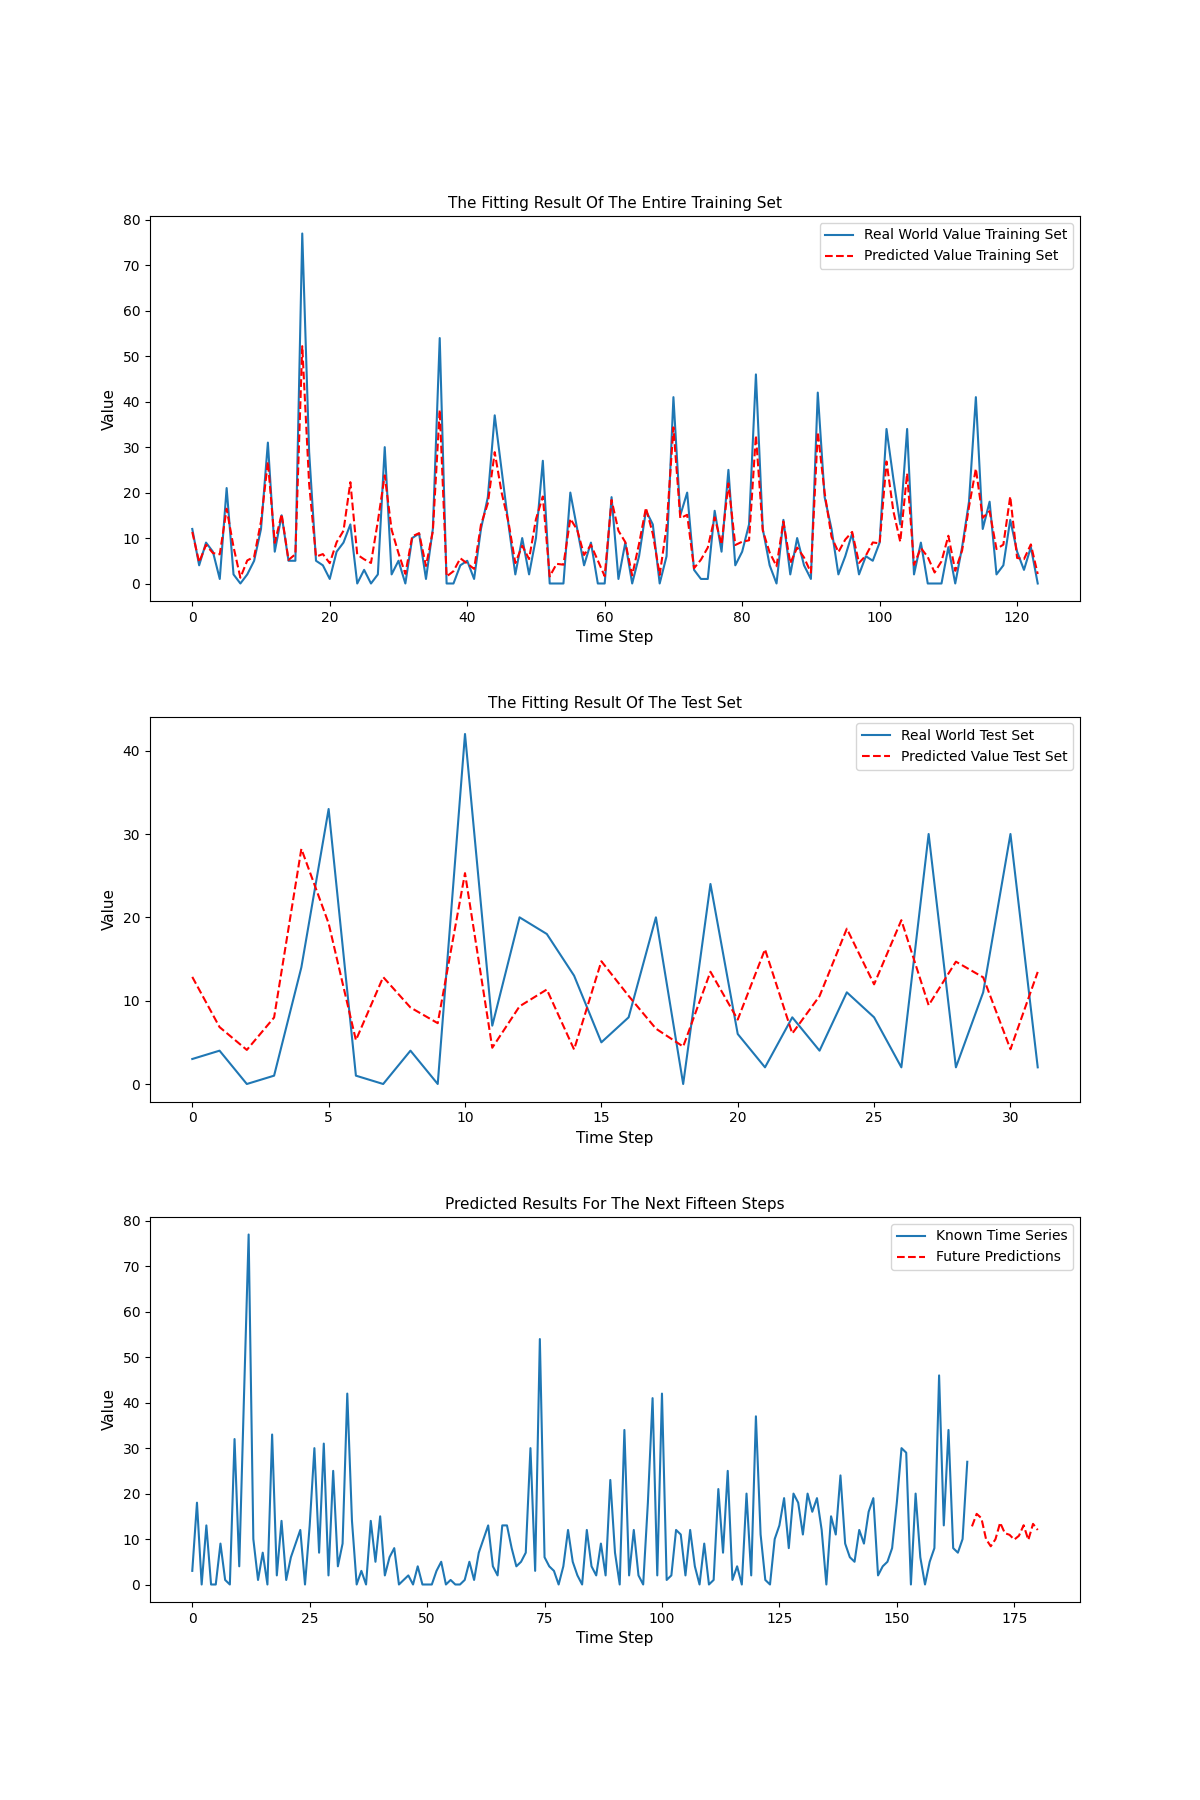 The Fitting Result Of The Entire Training Set
80
70
60
50
40
30
20
10
0
Value
Real World Value Training Set
Predicted Value Training Set
0 20 40 60 80 100 120
Time Step
The Fitting Result Of The Test Set
40
30
20
10
0
Value
Real World Test Set
Predicted Value Test Set
0 5 10 15 20 25 30
Time Step
Predicted Results For The Next Fifteen Steps
80
70
60
50
40
30
20
10
0
Value
Known Time Series
Future Predictions
0 25 50 75 100 125 150 175
Time Step